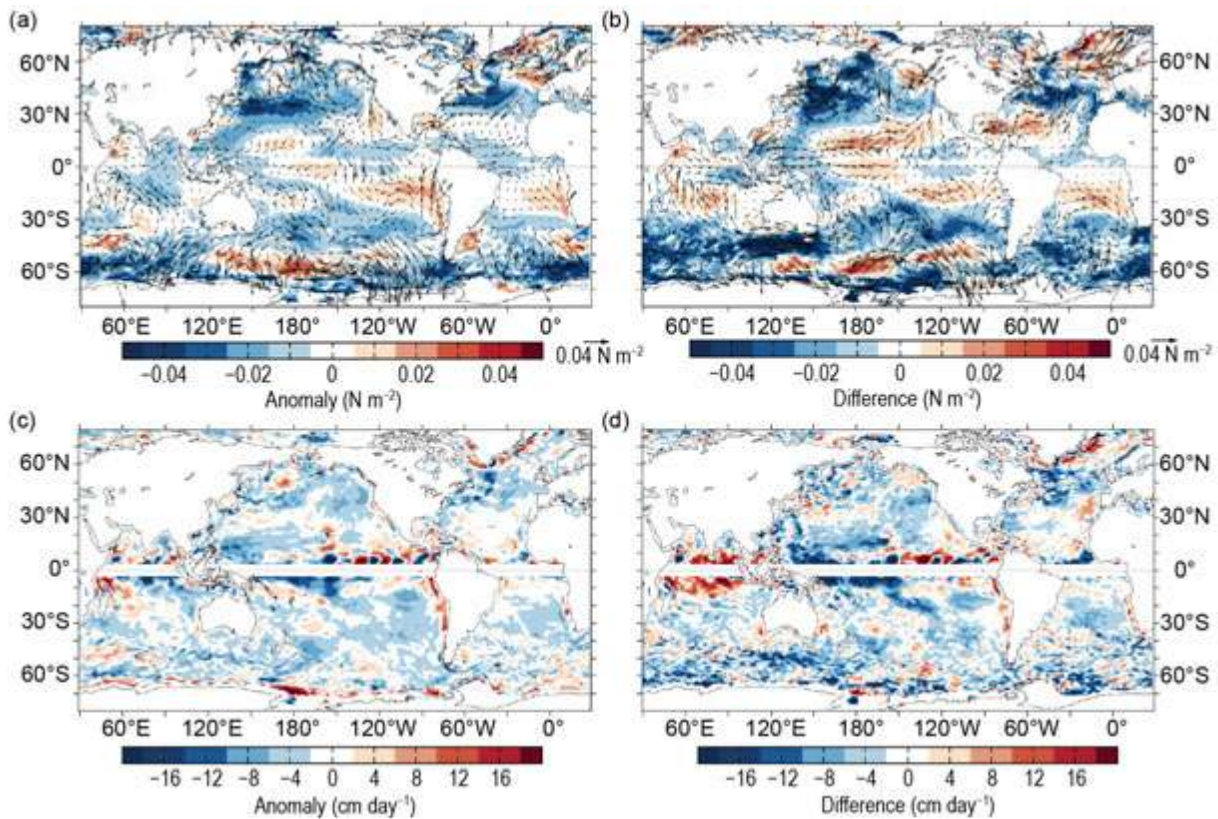 (a) (b)
60°N 60°N
30°N 30°N
0° 0°
30°S 30°S
60°S 60°S
60°E 120°E 180° 120°W 60°W 0° 60°E 120°E 180° 120°W 60°W 0°
0.04 N m⁻² 0.04 N m⁻²
−0.04 −0.02 0 0.02 0.04 −0.04 −0.02 0 0.02 0.04
Anomaly (N m⁻²) Difference (N m⁻²)
(c) (d)
60°N 60°N
30°N 30°N
0° 0°
30°S 30°S
60°S 60°S
60°E 120°E 180° 120°W 60°W 0° 60°E 120°E 180° 120°W 60°W 0°
−16 −12 −8 −4 0 4 8 12 16 −16 −12 −8 −4 0 4 8 12 16
Anomaly (cm day⁻¹) Difference (cm day⁻¹)